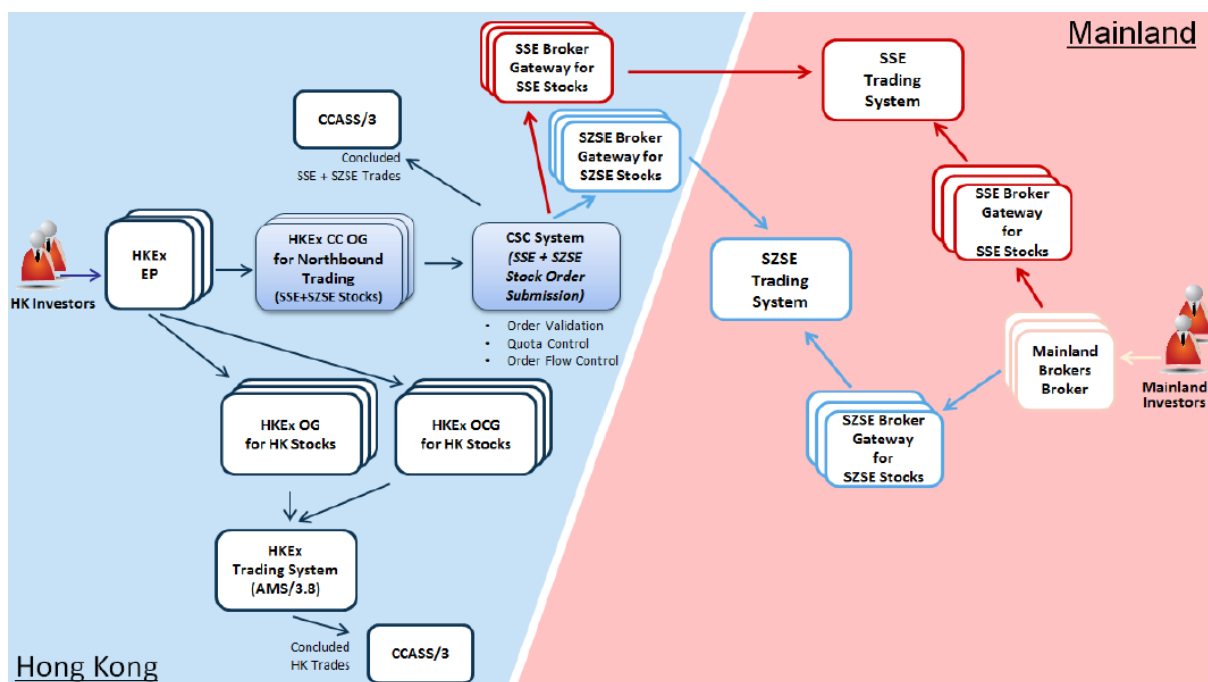 Mainland
SSE Broker
Gateway for
SSE Stocks
SSE
Trading
System
CCASS/3
Concluded
SSE + SZSE Trades
SZSE Broker
Gateway for
SZSE Stocks
SSE Broker
Gateway for
SSE Stocks
HK Investors
HKEx
EP
HKEx CC OG
for Northbound
Trading
(SSE+SZSE Stocks)
CSC System
(SSE + SZSE
Stock Order
Submission)
• Order Validation
• Quota Control
• Order Flow Control
SZSE
Trading
System
Mainland
Brokers
Broker
Mainland
Investors
HKEx OG
for HK Stocks
HKEx OCG
for HK Stocks
SZSE Broker
Gateway
for
SZSE Stocks
HKEx
Trading System
(AMS/3.8)
Concluded
HK Trades
CCASS/3
Hong Kong